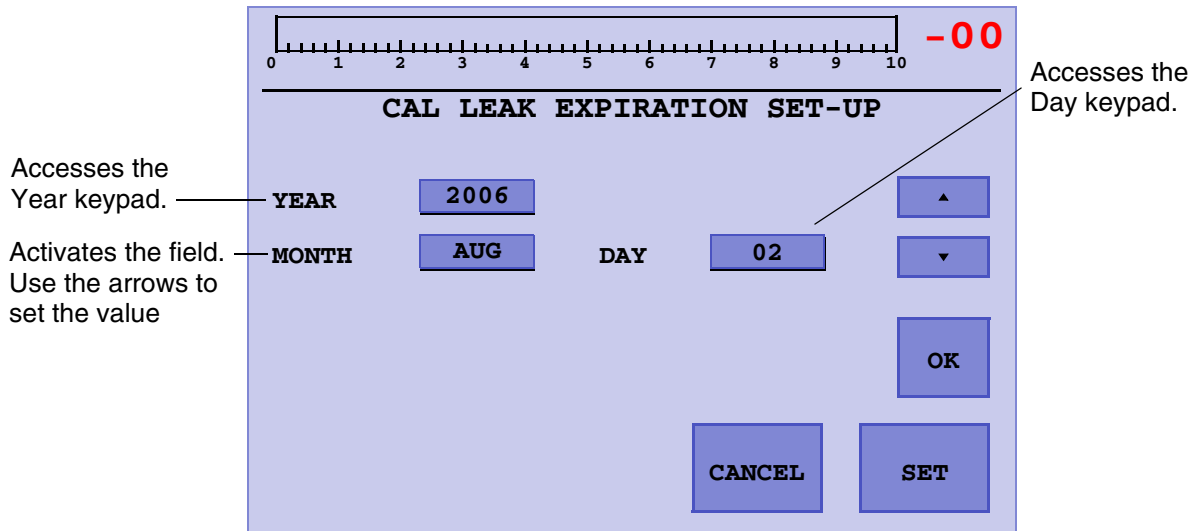 -00
0 1 2 3 4 5 6 7 8 9 10
CAL LEAK EXPIRATION SET-UP
Accesses the
Day keypad.
Accesses the
Year keypad.
YEAR 2006
Activates the field.
Use the arrows to
set the value
MONTH AUG DAY 02
OK
CANCEL SET